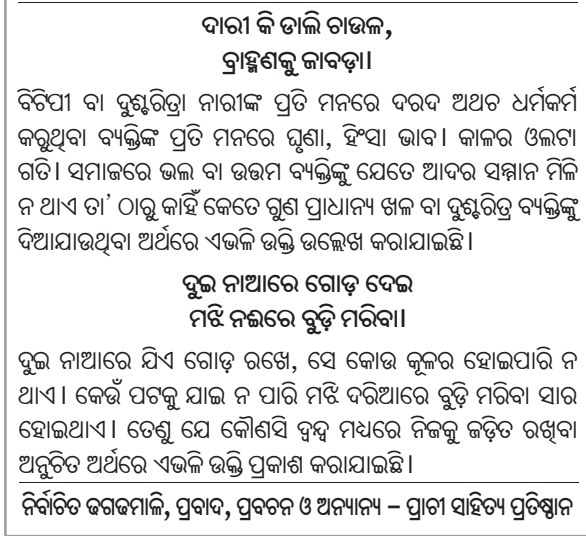 ଦାରୀ କି ଡାଲି ଚାଉଳ,
ବ୍ରାହ୍ମଣକୁ ଜାବଡ଼ା।
ବିଟିପୀ ବା ଦୁଶ୍ଚରିତ୍ରା ନାରୀଙ୍କ ପ୍ରତି ମନରେ ଦରଦ ଅଥଚ ଧର୍ମକର୍ମ
କରୁଥିବା ବ୍ୟକ୍ତିଙ୍କ ପ୍ରତି ମନରେ ଘୃଣା, ହିଂସା ଭାବ। କାଳର ଓଲଟା
ଗତି। ସମାଜରେ ଭଲ ବା ଉତ୍ତମ ବ୍ୟକ୍ତିଙ୍କୁ ଯେତେ ଆଦର ସମ୍ମାନ ମିଳି
ନ ଥାଏ ତା' ଠାରୁ କାହିଁ କେତେ ଗୁଣ ପ୍ରାଧାନ୍ୟ ଖଳ ବା ଦୁଶ୍ଚରିତ୍ର ବ୍ୟକ୍ତିଙ୍କୁ
ଦିଆଯାଉଥିବା ଅର୍ଥରେ ଏଭଳି ଉକ୍ତି ଉଲ୍ଲେଖ କରାଯାଇଛି।
ଦୁଇ ନାଆରେ ଗୋଡ଼ ଦେଇ
ମଝି ନଈରେ ବୁଡ଼ି ମରିବା।
ଦୁଇ ନାଆରେ ଯିଏ ଗୋଡ଼ ରଖେ, ସେ କୋଉ କୂଳର ହୋଇପାରି ନ
ଥାଏ। କେଉଁ ପଟକୁ ଯାଇ ନ ପାରି ମଝି ଦରିଆରେ ବୁଡ଼ି ମରିବା ସାର
ହୋଇଥାଏ। ତେଣୁ ଯେ କୌଣସି ଦ୍ୱନ୍ଦ୍ୱ ମଧ୍ୟରେ ନିଜକୁ ଜଡ଼ିତ ରଖିବା
ଅନୁଚିତ ଅର୍ଥରେ ଏଭଳି ଉକ୍ତି ପ୍ରକାଶ କରାଯାଇଛି।
ନିର୍ବାଚିତ ଢଗଢମାଳି, ପ୍ରବାଦ, ପ୍ରବଚନ ଓ ଅନ୍ୟାନ୍ୟ – ପ୍ରାଚୀ ସାହିତ୍ୟ ପ୍ରତିଷ୍ଠାନ